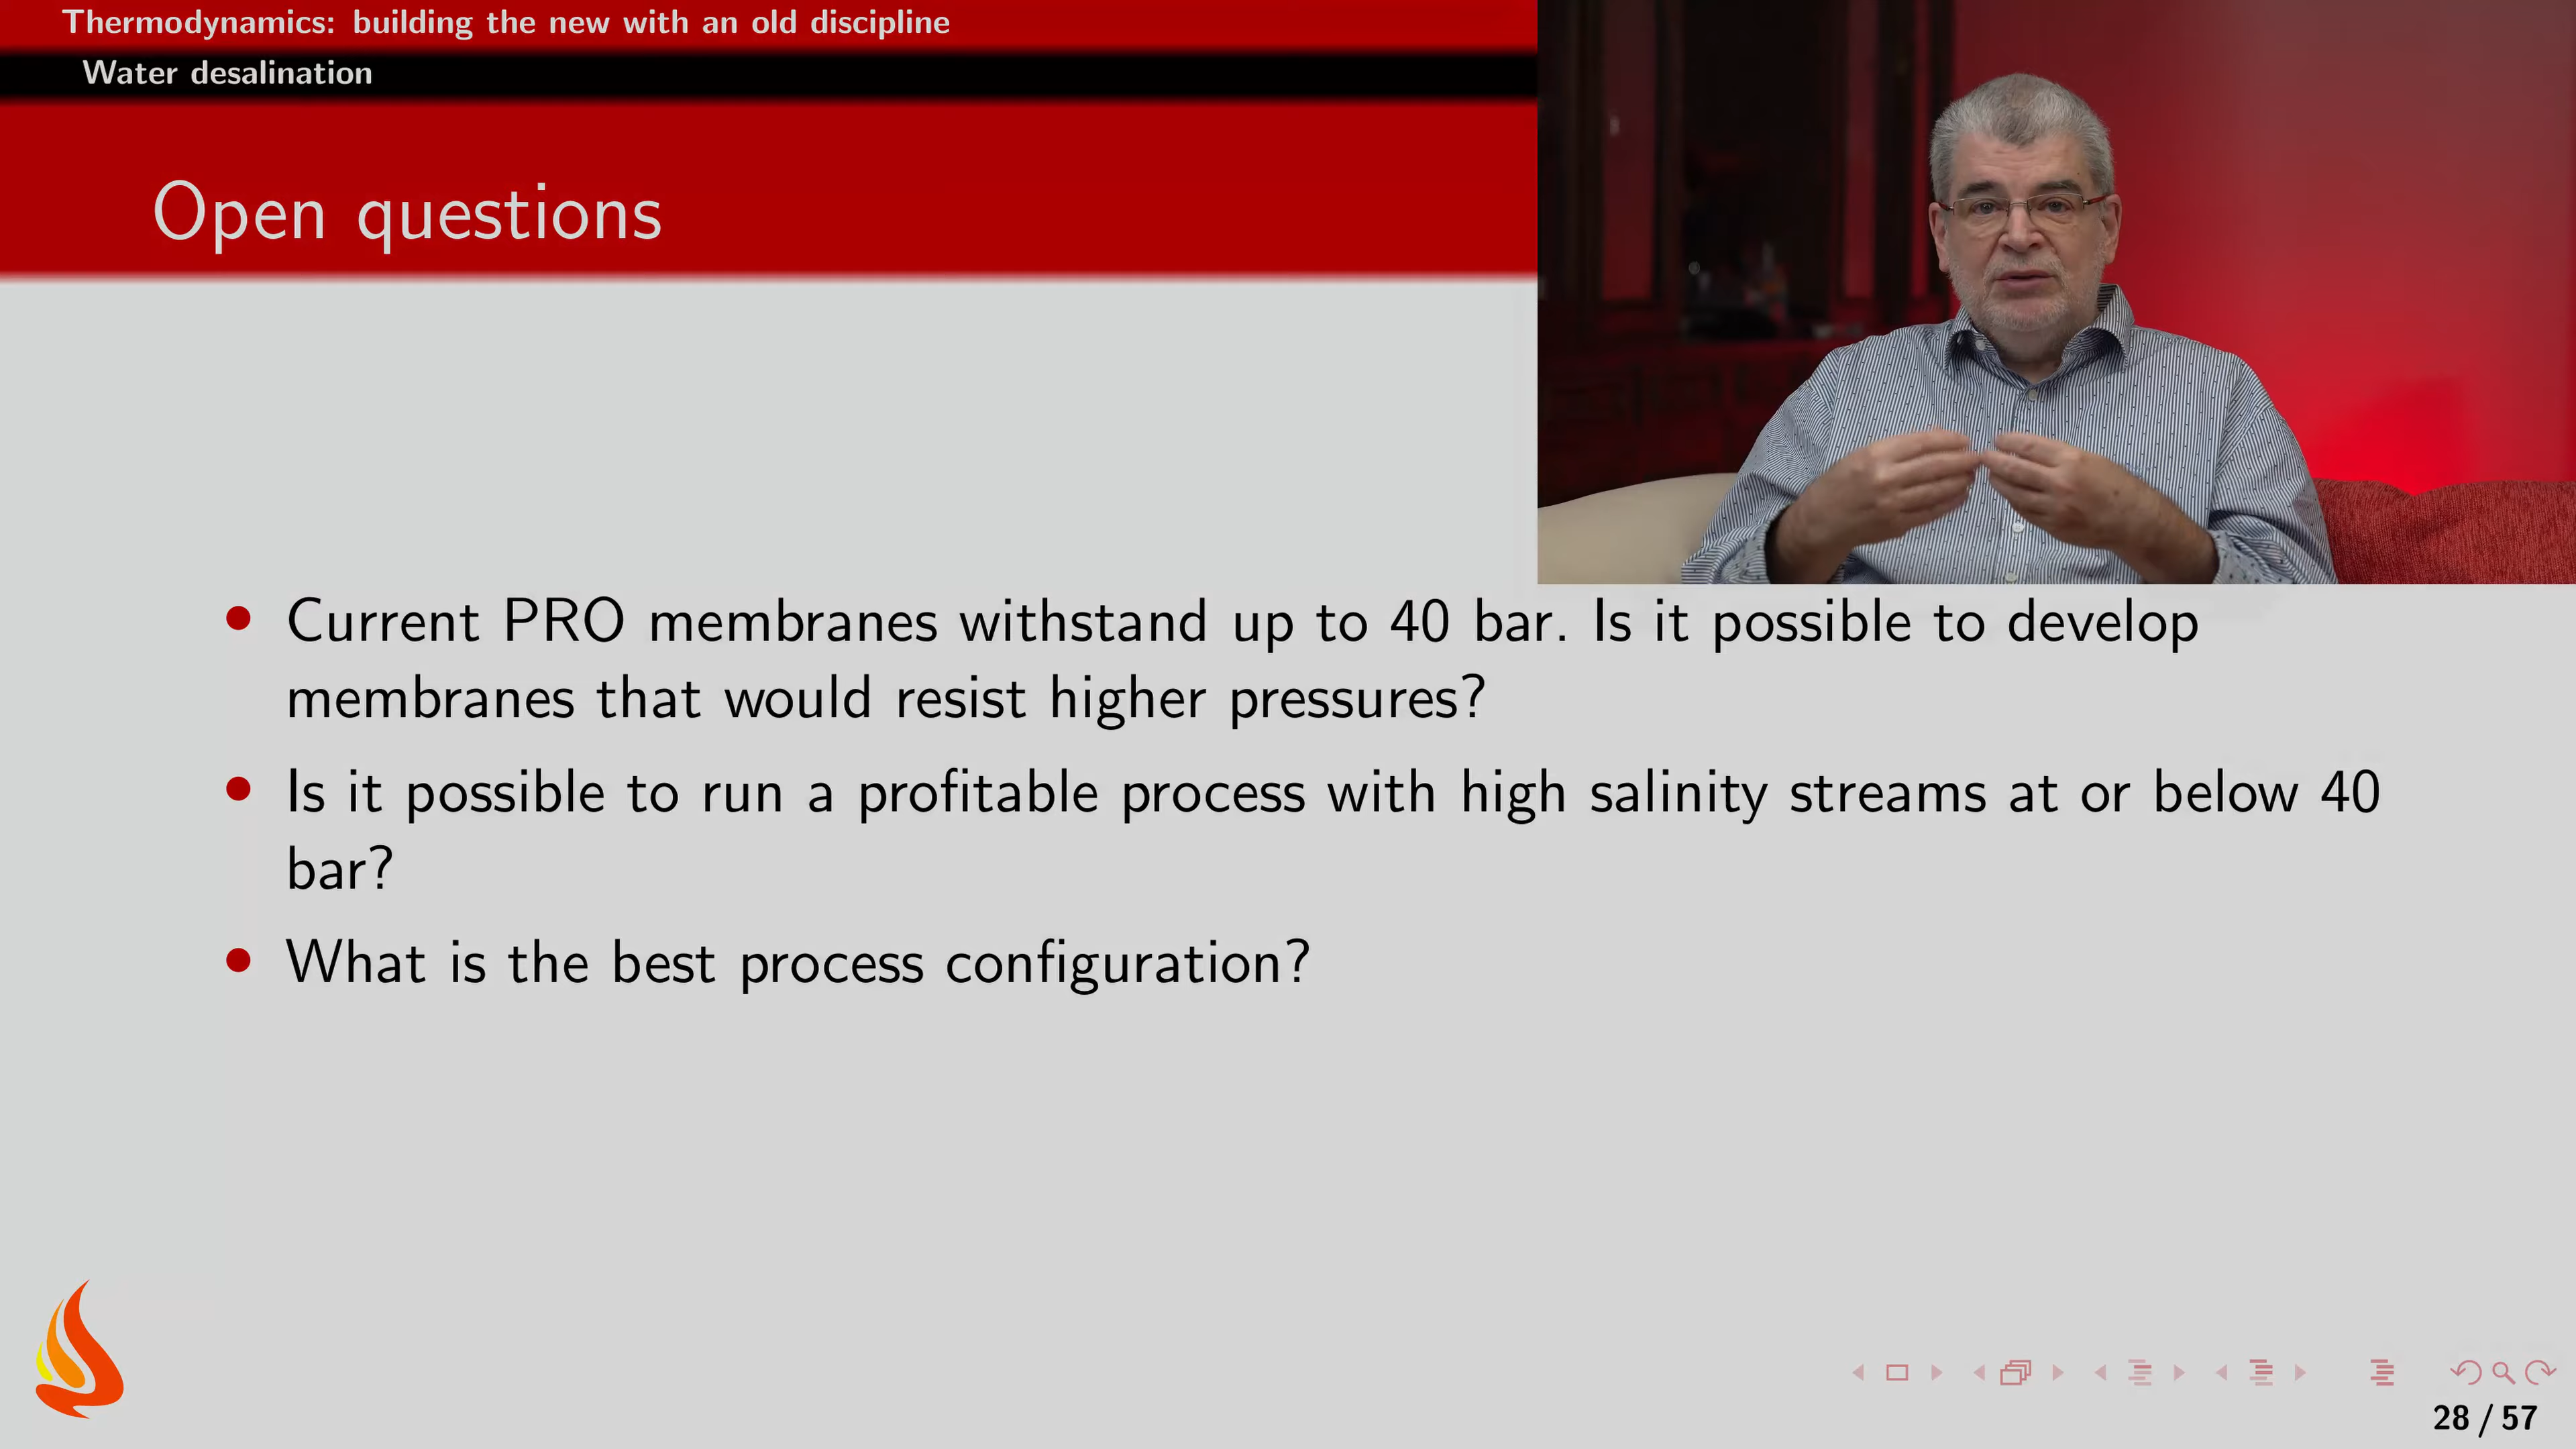 Thermodynamics: building the new with an old discipline
Water desalination
Open questions
Current PRO membranes withstand up to 40 bar. Is it possible to develop
membranes that would resist higher pressures?
Is it possible to run a profitable process with high salinity streams at or below 40
bar?
What is the best process configuration?
28 / 57